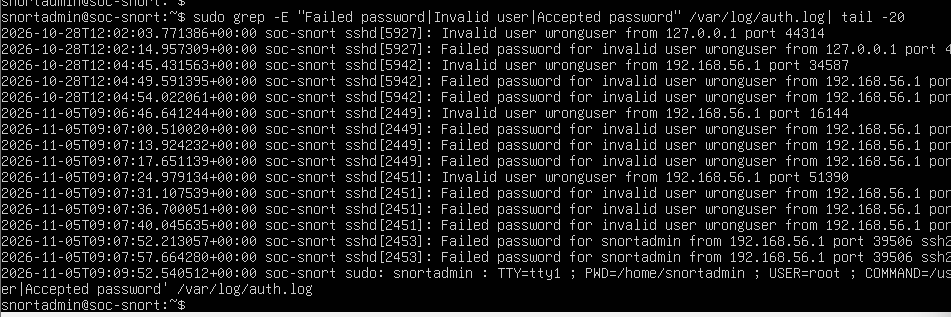 snortadmin@soc-snort:~$
snortadmin@soc-snort:~$ sudo grep -E "Failed password|Invalid user|Accepted password" /var/log/auth.log| tail -20
2026-10-28T12:02:03.771386+00:00 soc-snort sshd[5927]: Invalid user wronguser from 127.0.0.1 port 44314
2026-10-28T12:02:14.957309+00:00 soc-snort sshd[5927]: Failed password for invalid user wronguser from 127.0.0.1 port 4
2026-10-28T12:04:45.431563+00:00 soc-snort sshd[5942]: Invalid user wronguser from 192.168.56.1 port 34587
2026-10-28T12:04:49.591395+00:00 soc-snort sshd[5942]: Failed password for invalid user wronguser from 192.168.56.1 por
2026-10-28T12:04:54.022061+00:00 soc-snort sshd[5942]: Failed password for invalid user wronguser from 192.168.56.1 por
2026-11-05T09:06:46.641244+00:00 soc-snort sshd[2449]: Invalid user wronguser from 192.168.56.1 port 16144
2026-11-05T09:07:00.510020+00:00 soc-snort sshd[2449]: Failed password for invalid user wronguser from 192.168.56.1 por
2026-11-05T09:07:13.924232+00:00 soc-snort sshd[2449]: Failed password for invalid user wronguser from 192.168.56.1 por
2026-11-05T09:07:17.651139+00:00 soc-snort sshd[2449]: Failed password for invalid user wronguser from 192.168.56.1 por
2026-11-05T09:07:24.979134+00:00 soc-snort sshd[2451]: Invalid user wronguser from 192.168.56.1 port 51390
2026-11-05T09:07:31.107539+00:00 soc-snort sshd[2451]: Failed password for invalid user wronguser from 192.168.56.1 por
2026-11-05T09:07:36.700051+00:00 soc-snort sshd[2451]: Failed password for invalid user wronguser from 192.168.56.1 por
2026-11-05T09:07:40.045635+00:00 soc-snort sshd[2451]: Failed password for invalid user wronguser from 192.168.56.1 por
2026-11-05T09:07:52.213057+00:00 soc-snort sshd[2453]: Failed password for snortadmin from 192.168.56.1 port 39506 ssh2
2026-11-05T09:07:57.664280+00:00 soc-snort sshd[2453]: Failed password for snortadmin from 192.168.56.1 port 39506 ssh2
2026-11-05T09:09:52.540512+00:00 soc-snort sudo: snortadmin : TTY=tty1 ; PWD=/home/snortadmin ; USER=root ; COMMAND=/us
er|Accepted password' /var/log/auth.log
snortadmin@soc-snort:~$